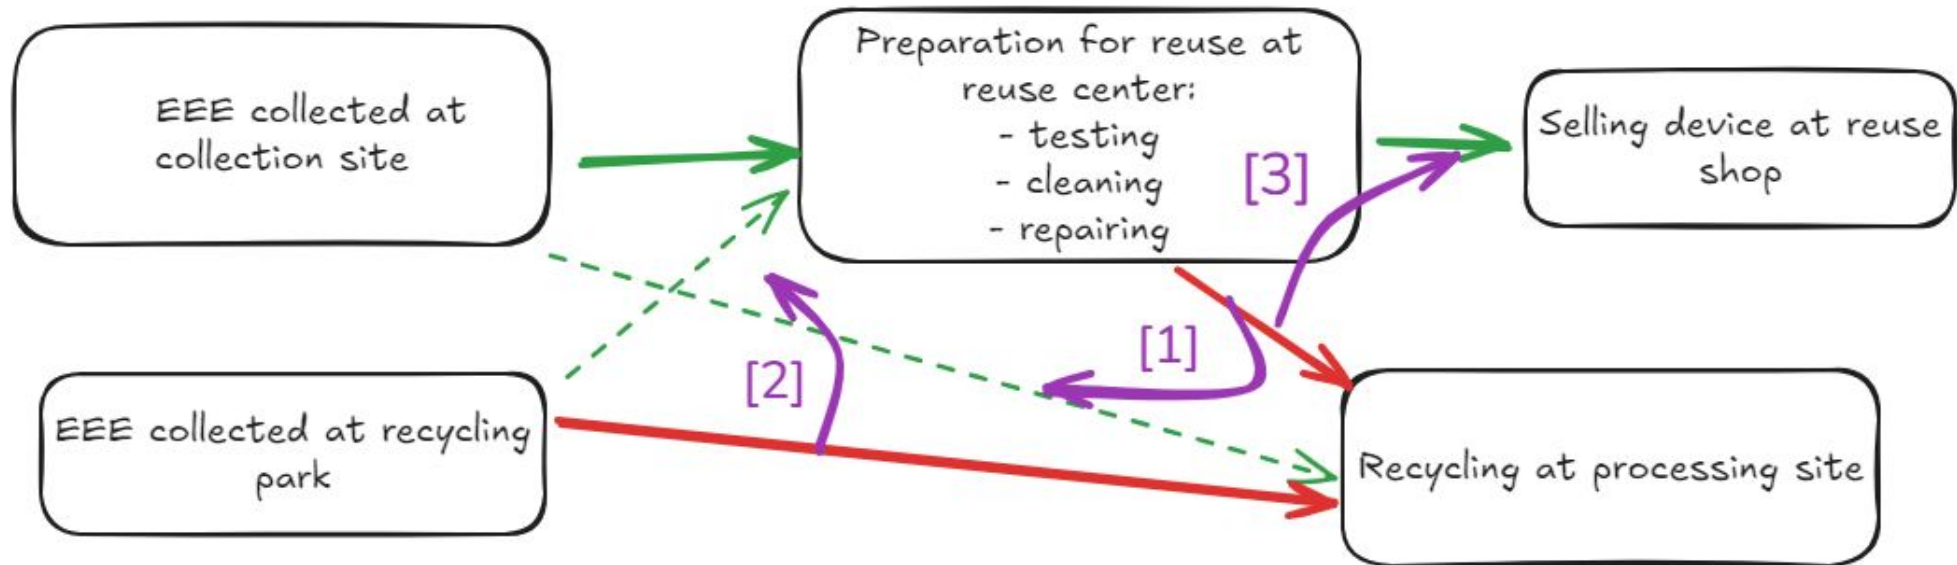 EEE collected at
collection site
Preparation for reuse at
reuse center:
- testing
- cleaning
- repairing
[3]
Selling device at reuse
shop
[1]
[2]
EEE collected at recycling
park
Recycling at processing site